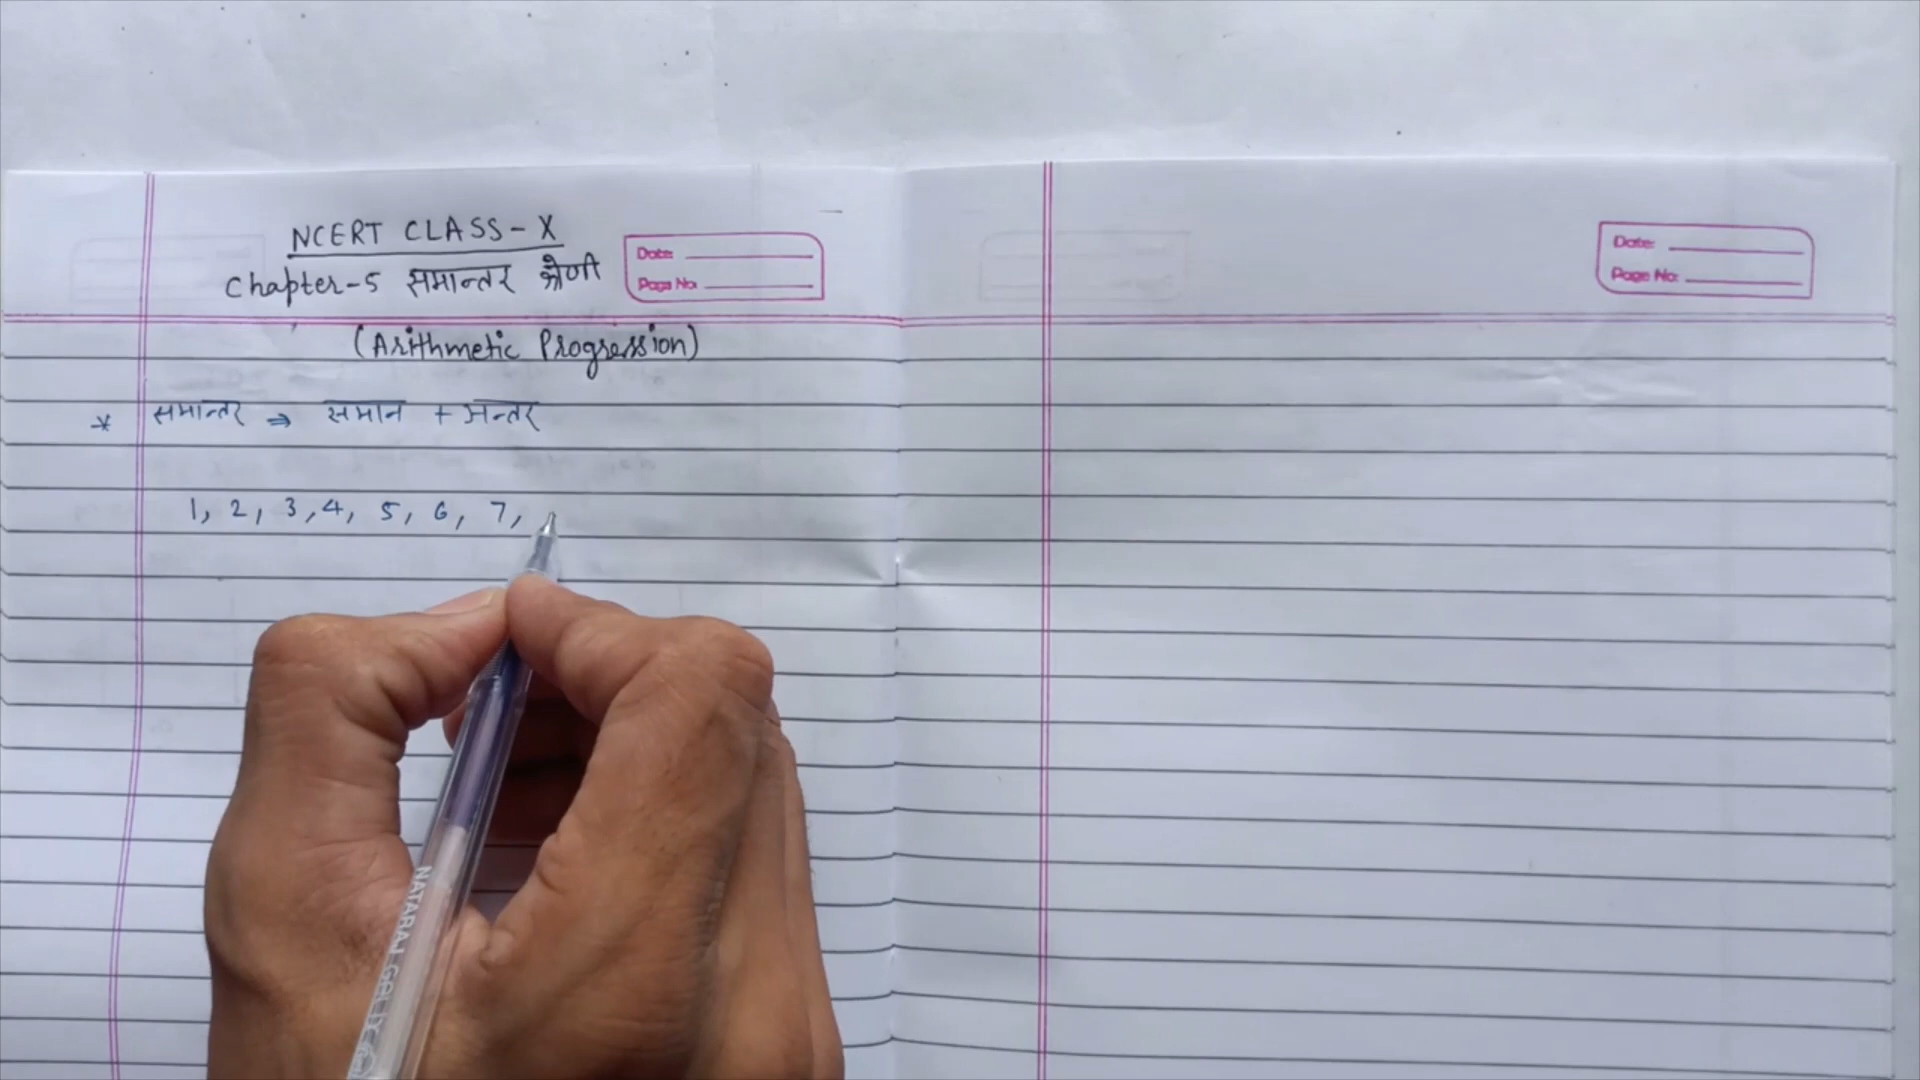 NCERT CLASS-X
Chapter-5 समान्तर श्रेणी
Date:
Page No:
(Arithmetic Progression)
* समान्तर ⇒ समान + अन्तर
1, 2, 3, 4, 5, 6, 7,
Date:
Page No:
NATARAJ GELIX